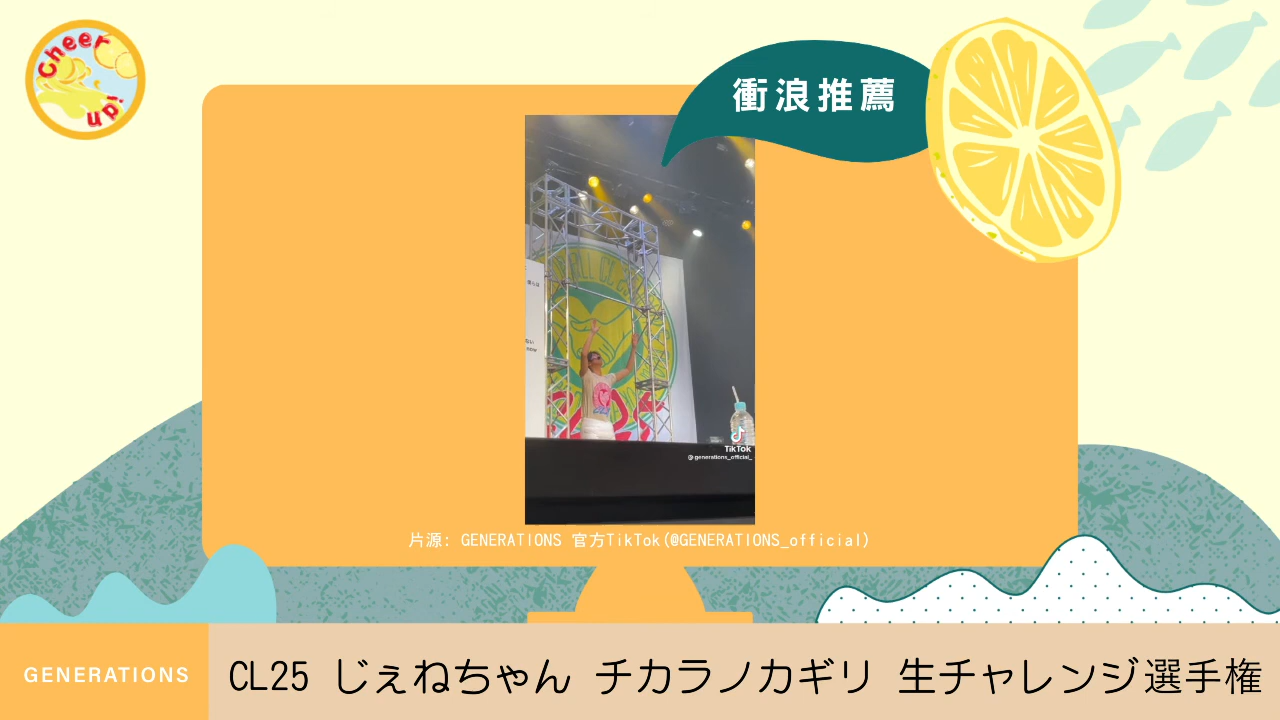 Cheer up!
衝浪推薦
TikTok
@generations_official_
片源: GENERATIONS 官方TikTok(@GENERATIONS_official)
GENERATIONS
CL25 じぇねちゃん チカラノカギリ 生チャレンジ選手権